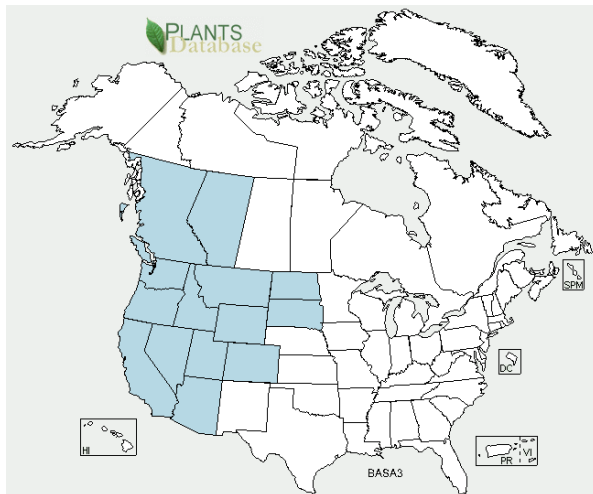 PLANTS
Database
SPM
DC
HI
PR
VI
BASA3